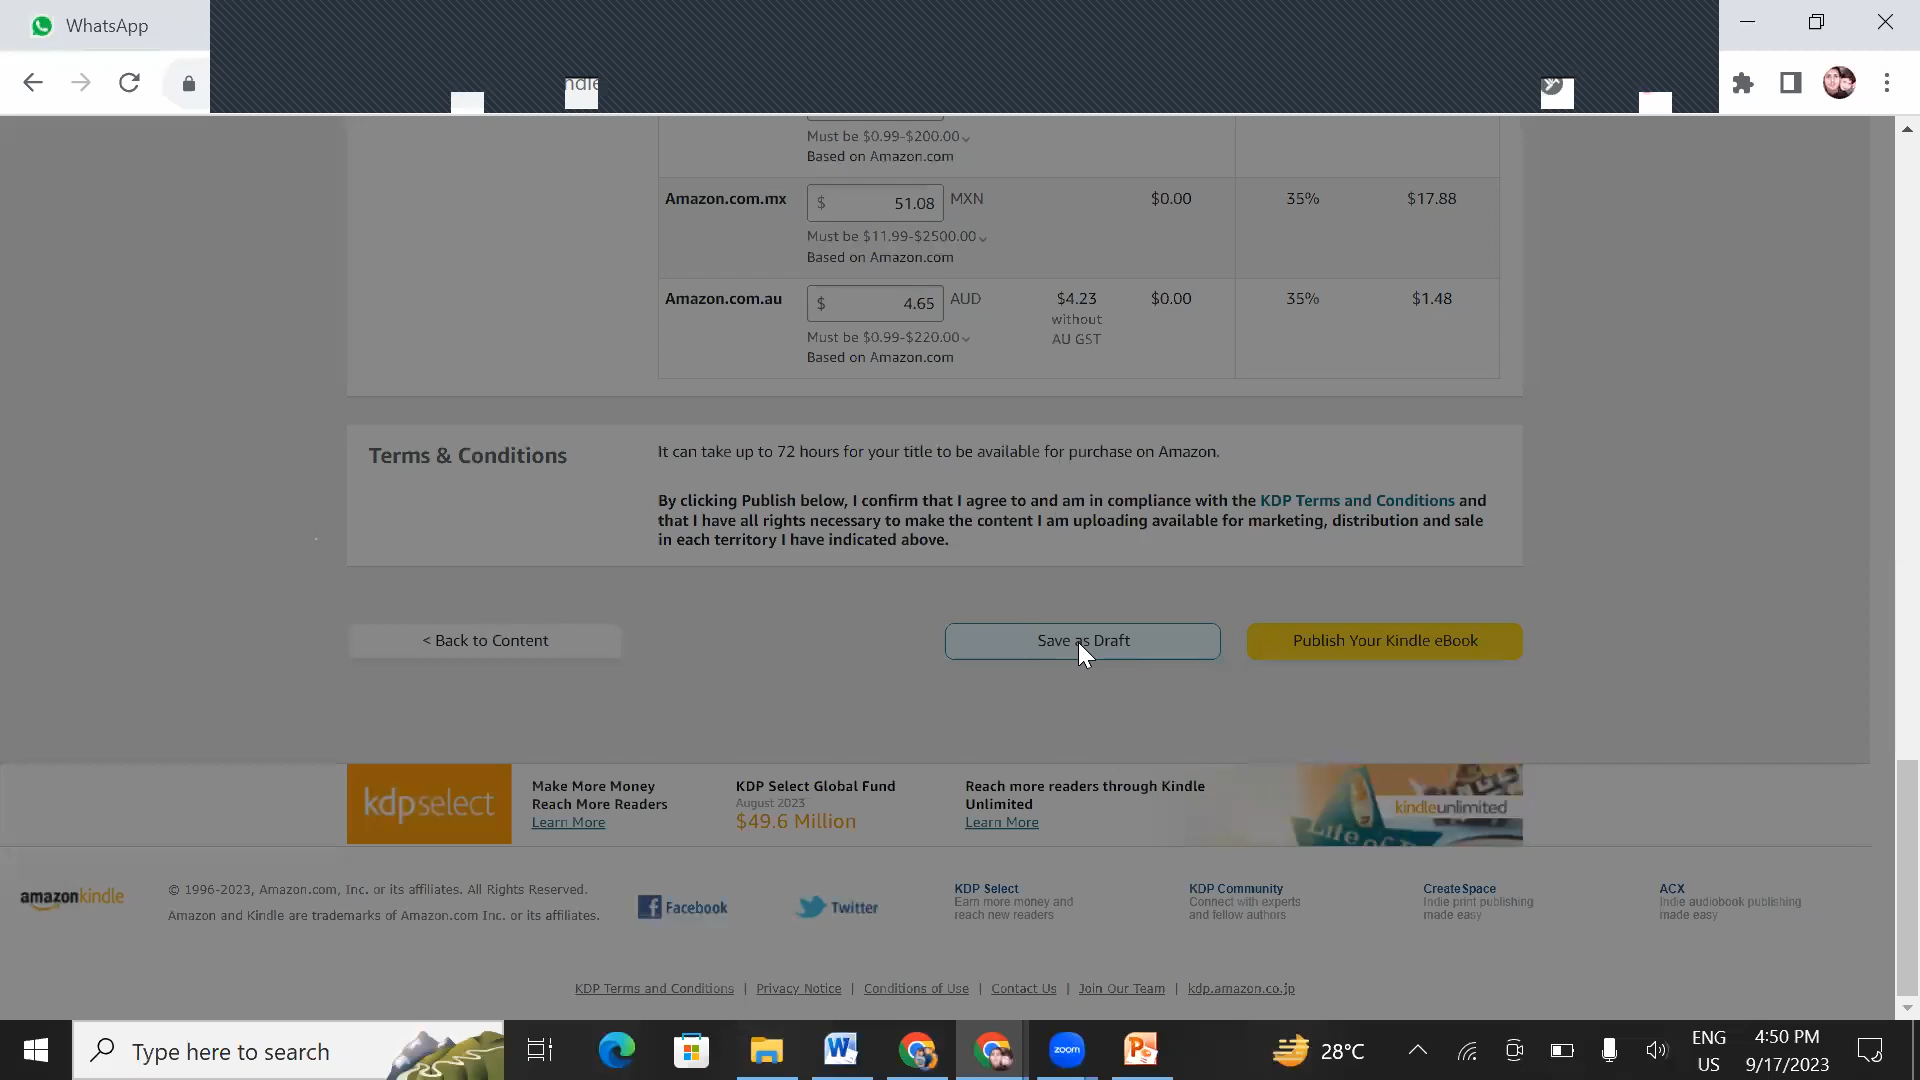 WhatsApp
ndle
Must be $0.99-$200.00
Based on Amazon.com
Amazon.com.mx $ 51.08 MXN $0.00 35% $17.88
Must be $11.99-$2500.00
Based on Amazon.com
Amazon.com.au $ 4.65 AUD $4.23 $0.00 35% $1.48
without
Must be $0.99-$220.00 AU GST
Based on Amazon.com
Terms & Conditions It can take up to 72 hours for your title to be available for purchase on Amazon.
By clicking Publish below, I confirm that I agree to and am in compliance with the KDP Terms and Conditions and
that I have all rights necessary to make the content I am uploading available for marketing, distribution and sale
in each territory I have indicated above.
< Back to Content Save as Draft Publish Your Kindle eBook
kdpselect
Make More Money
Reach More Readers
Learn More
KDP Select Global Fund
August 2023
$49.6 Million
Reach more readers through Kindle
Unlimited
Learn More
kindleunlimited
Life of
amazonkindle
© 1996-2023, Amazon.com, Inc. or its affiliates. All Rights Reserved.
Amazon and Kindle are trademarks of Amazon.com Inc. or its affiliates.
Facebook
Twitter
KDP Select
Earn more money and
reach new readers
KDP Community
Connect with experts
and fellow authors
CreateSpace
Indie print publishing
made easy
ACX
Indie audiobook publishing
made easy
KDP Terms and Conditions | Privacy Notice | Conditions of Use | Contact Us | Join Our Team | kdp.amazon.co.jp
Type here to search
zoom
28°C
ENG
US
4:50 PM
9/17/2023